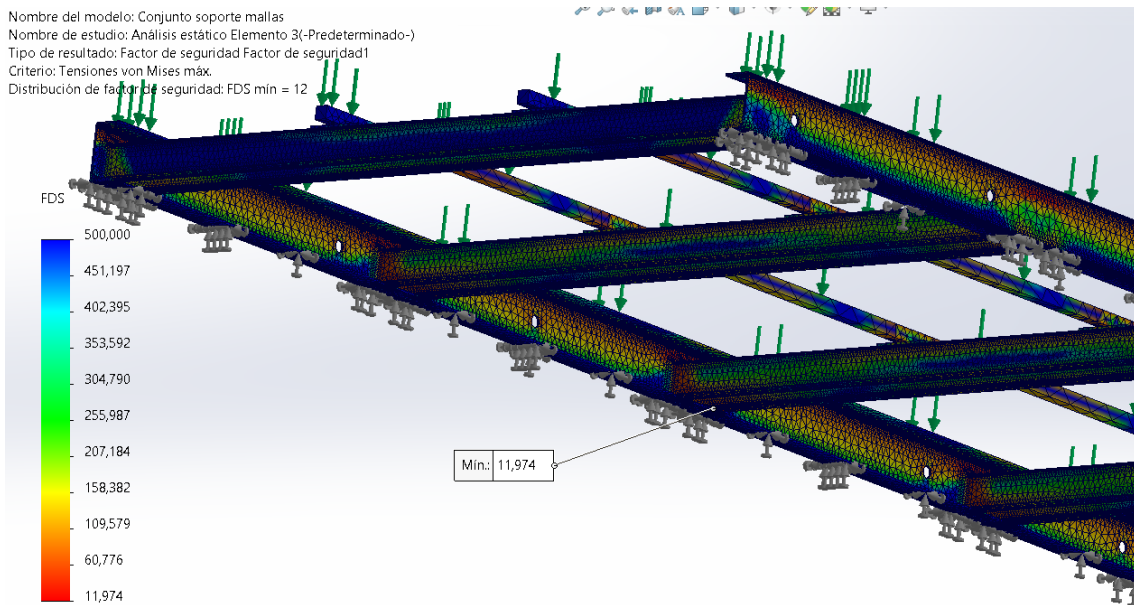 Nombre del modelo: Conjunto soporte mallas
Nombre de estudio: Análisis estático Elemento 3(-Predeterminado-)
Tipo de resultado: Factor de seguridad Factor de seguridad1
Criterio: Tensiones von Mises máx.
Distribución de factor de seguridad: FDS mín = 12
FDS
500,000
451,197
402,395
353,592
304,790
255,987
207,184
158,382
109,579
60,776
11,974
Mín.: 11,974